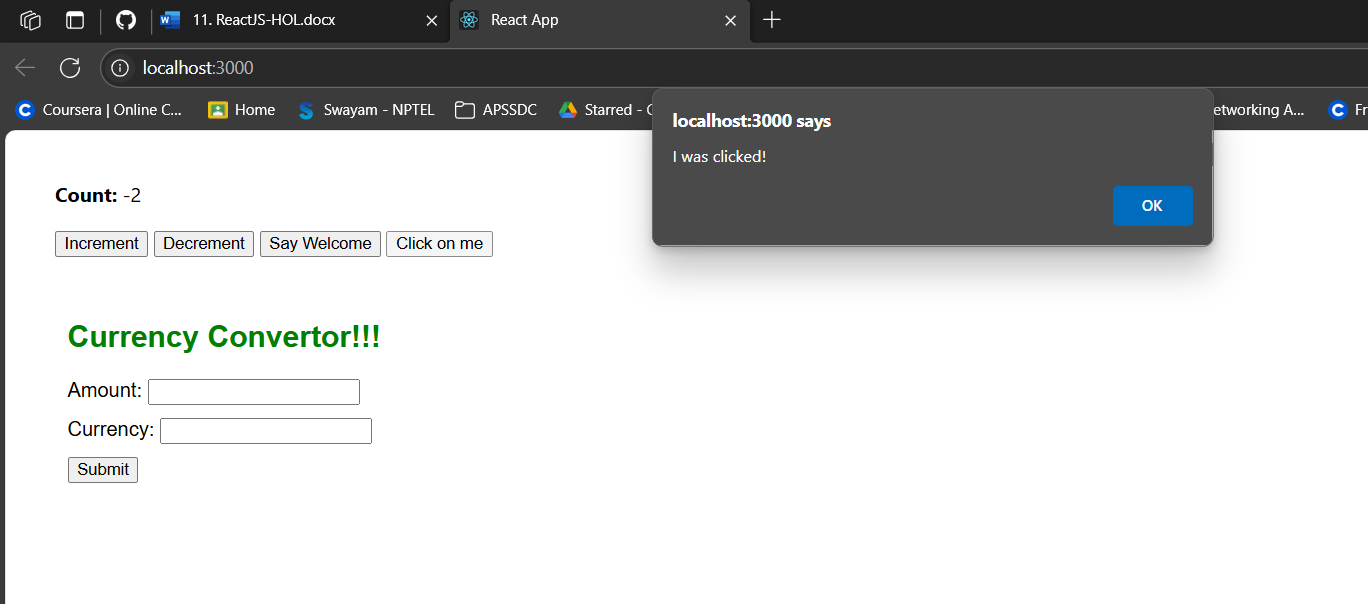 11. ReactJS-HOL.docx React App
localhost:3000
Coursera | Online C... Home Swayam - NPTEL APSSDC Starred - etworking A... Fr
localhost:3000 says
I was clicked!
OK
Count: -2
Increment Decrement Say Welcome Click on me
Currency Convertor!!!
Amount:
Currency:
Submit